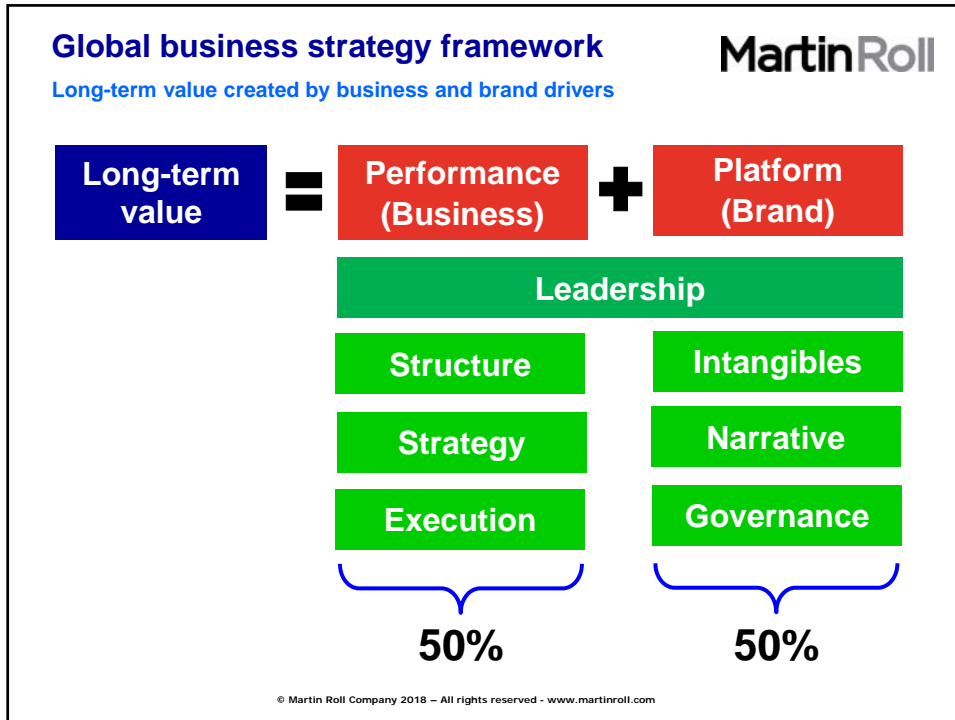 Global business strategy framework
MartinRoll
Long-term value created by business and brand drivers
Long-term
value
=
Performance
(Business)
+
Platform
(Brand)
Leadership
Structure
Intangibles
Strategy
Narrative
Execution
Governance
50%
50%
© Martin Roll Company 2018 – All rights reserved - www.martinroll.com